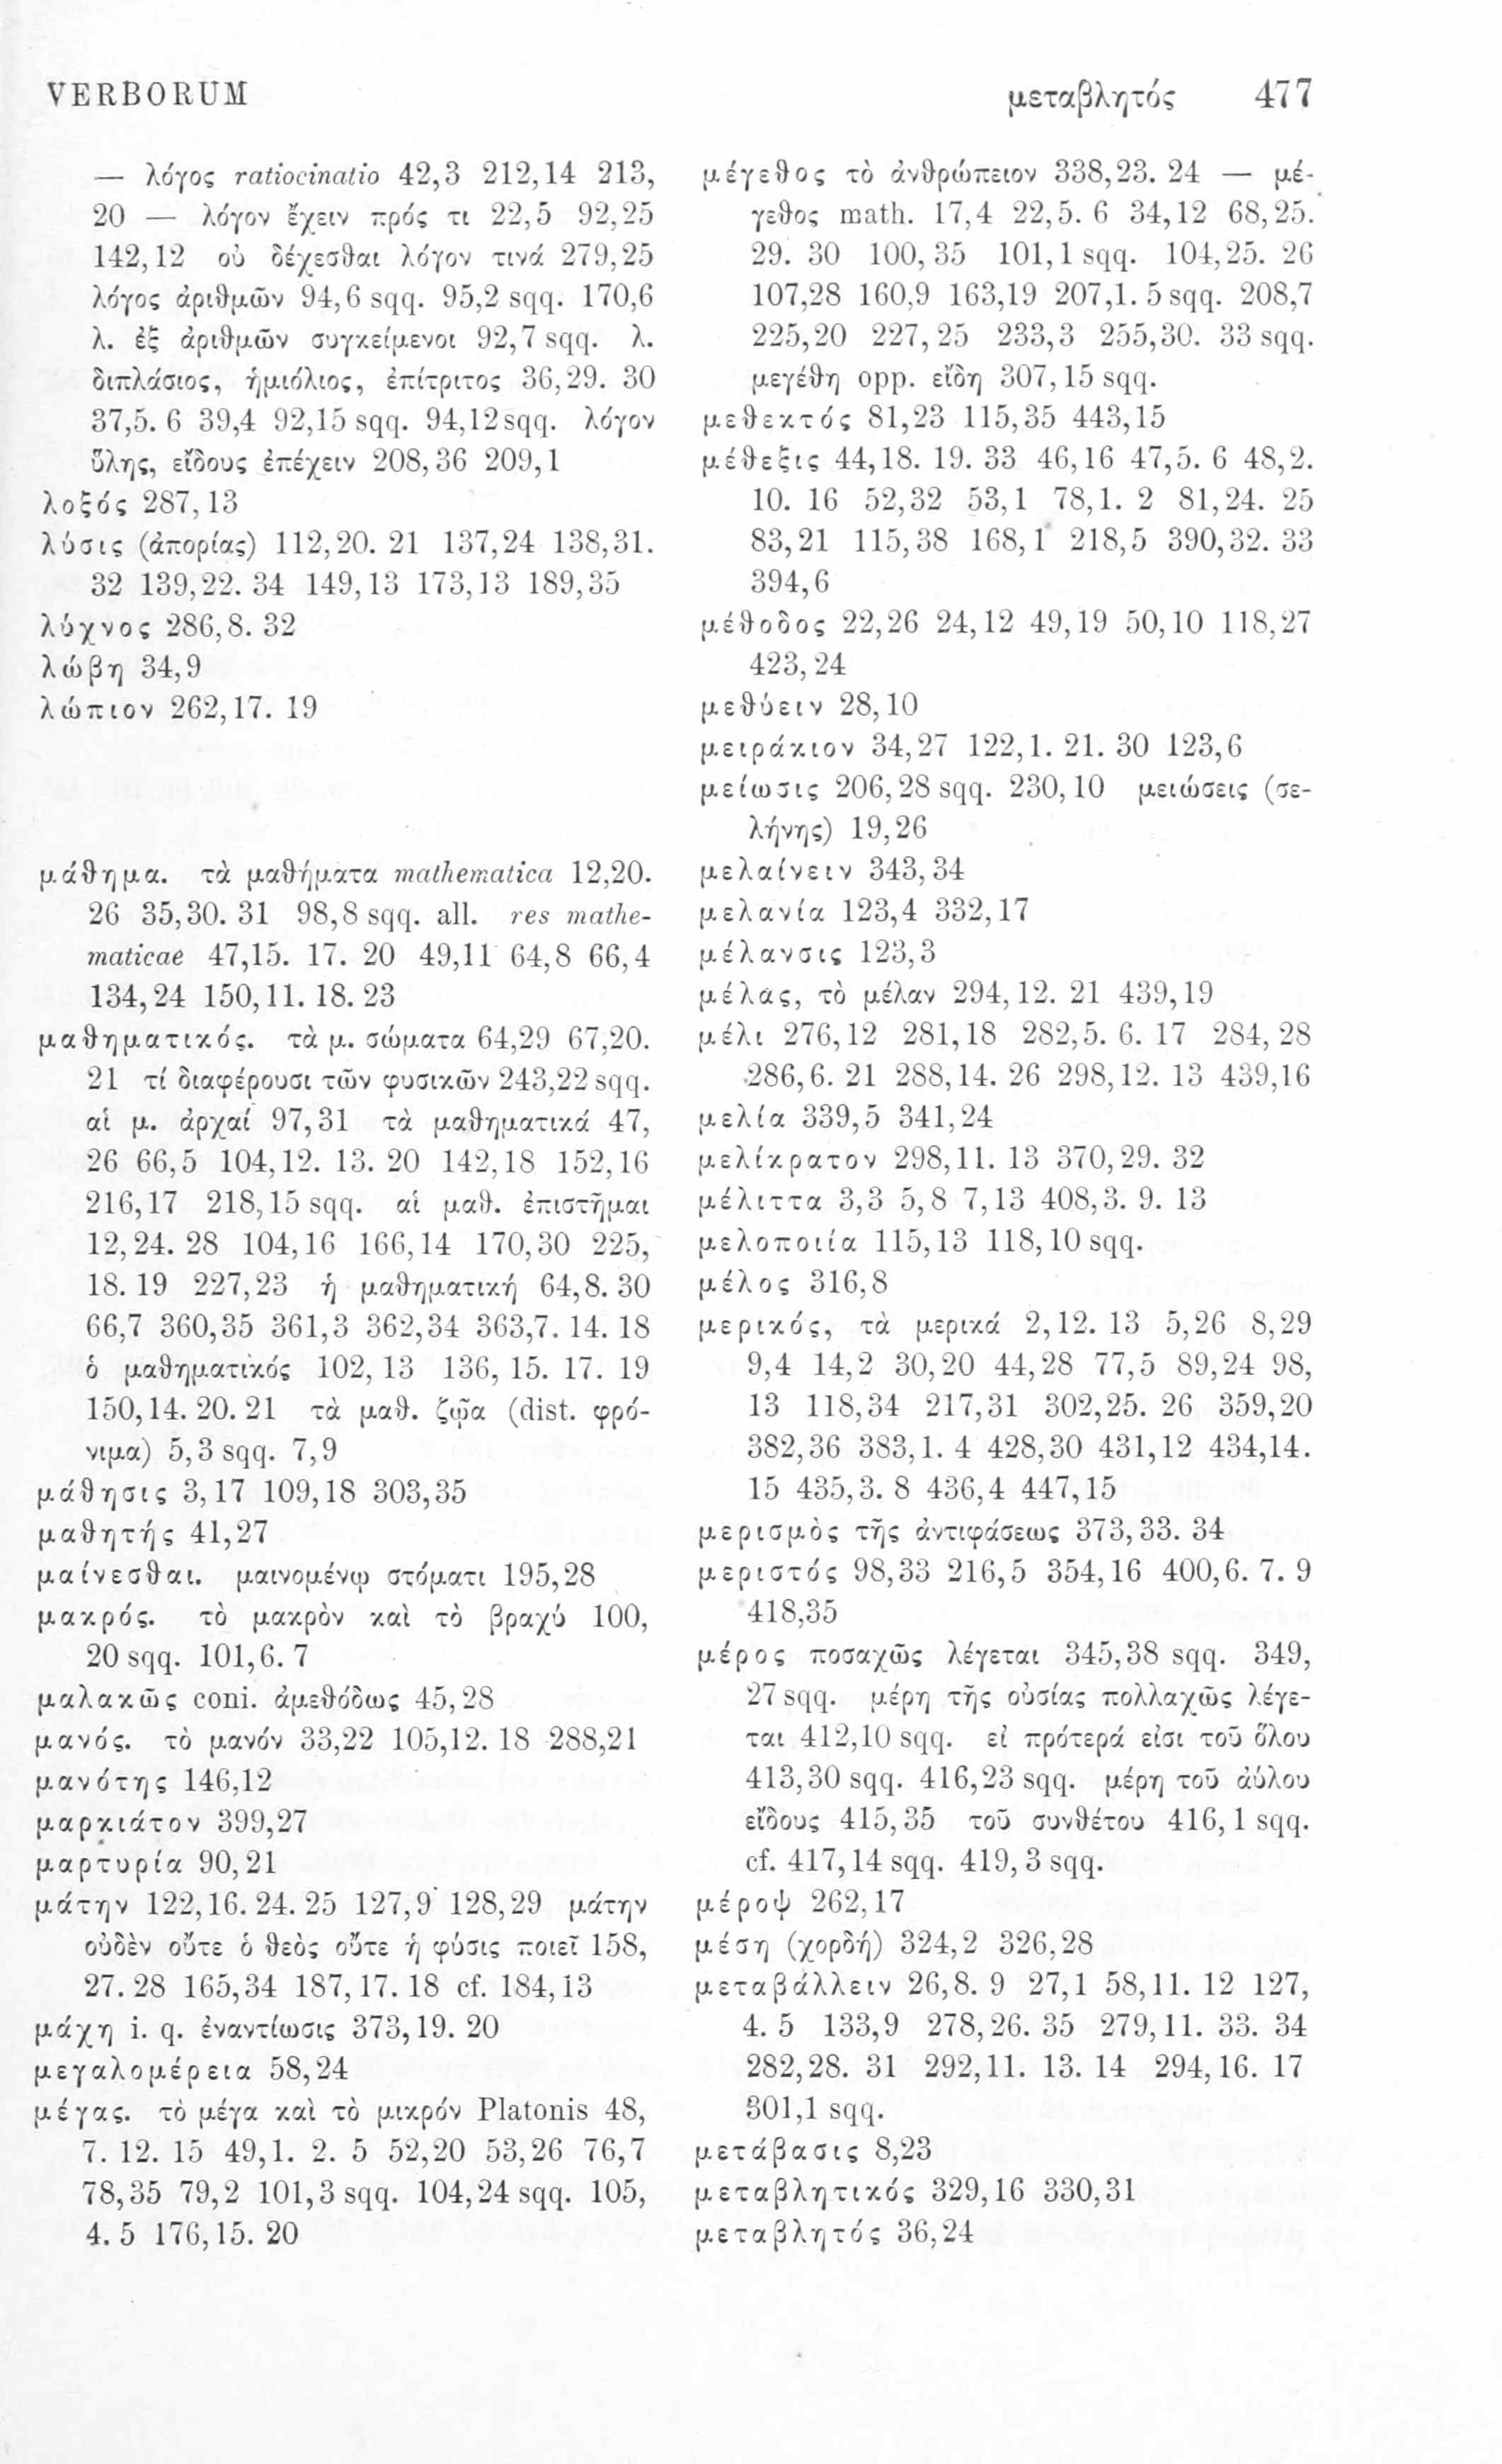 VERBORUM
μεταβλητός 477
— λόγος ratiocinatio 42,3 212,14 213,
20 — λόγον ἔχειν πρός τι 22,5 92,25
142,12 οὐ δέχεσθαι λόγον τινά 279,25
λόγος ἀριθμῶν 94,6 sqq. 95,2 sqq. 170,6
λ. ἐξ ἀριθμῶν συγκείμενοι 92,7 sqq. λ.
διπλάσιος, ἡμιόλιος, ἐπίτριτος 36,29. 30
37,5. 6 39,4 92,15 sqq. 94,12 sqq. λόγον
ὕλης, εἴδους ἐπέχειν 208,36 209,1
λοξός 287,13
λύσις (ἀπορίας) 112,20. 21 137,24 138,31.
32 139,22. 34 149,13 173,13 189,35
λύχνος 286,8. 32
λώβη 34,9
λώπιον 262,17. 19
μάθημα. τὰ μαθήματα mathematica 12,20.
26 35,30. 31 98,8 sqq. all. res mathe-
maticae 47,15. 17. 20 49,11 64,8 66,4
134,24 150,11. 18. 23
μαθηματικός. τὰ μ. σώματα 64,29 67,20.
21 τί διαφέρουσι τῶν φυσικῶν 243,22 sqq.
αἱ μ. ἀρχαί 97,31 τὰ μαθηματικά 47,
26 66,5 104,12. 13. 20 142,18 152,16
216,17 218,15 sqq. αἱ μαθ. ἐπιστῆμαι
12,24. 28 104,16 166,14 170,30 225,
18. 19 227,23 ἡ μαθηματική 64,8. 30
66,7 360,35 361,3 362,34 363,7. 14. 18
ὁ μαθηματικός 102,13 136,15. 17. 19
150,14. 20. 21 τὰ μαθ. ζῷα (dist. φρό-
νιμα) 5,3 sqq. 7,9
μάθησις 3,17 109,18 303,35
μαθητής 41,27
μαίνεσθαι. μαινομένῳ στόματι 195,28
μακρός. τὸ μακρὸν καὶ τὸ βραχύ 100,
20 sqq. 101,6. 7
μαλακῶς coni. ἀμεθόδως 45,28
μανός. τὸ μανόν 33,22 105,12. 18 288,21
μανότης 146,12
μαρκιάτον 399,27
μαρτυρία 90,21
μάτην 122,16. 24. 25 127,9 128,29 μάτην
οὐδὲν οὔτε ὁ θεὸς οὔτε ἡ φύσις ποιεῖ 158,
27. 28 165,34 187,17. 18 cf. 184,13
μάχη i. q. ἐναντίωσις 373,19. 20
μεγαλομέρεια 58,24
μέγας. τὸ μέγα καὶ τὸ μικρόν Platonis 48,
7. 12. 15 49,1. 2. 5 52,20 53,26 76,7
78,35 79,2 101,3 sqq. 104,24 sqq. 105,
4. 5 176,15. 20
μέγεθος τὸ ἀνθρώπειον 338,23. 24 — μέ-
γεθος math. 17,4 22,5. 6 34,12 68,25.
29. 30 100,35 101,1 sqq. 104,25. 26
107,28 160,9 163,19 207,1. 5 sqq. 208,7
225,20 227,25 233,3 255,30. 33 sqq.
μεγέθη opp. εἴδη 307,15 sqq.
μεθεκτός 81,23 115,35 443,15
μέθεξις 44,18. 19. 33 46,16 47,5. 6 48,2.
10. 16 52,32 53,1 78,1. 2 81,24. 25
83,21 115,38 168,1 218,5 390,32. 33
394,6
μέθοδος 22,26 24,12 49,19 50,10 118,27
423,24
μεθύειν 28,10
μειράκιον 34,27 122,1. 21. 30 123,6
μείωσις 206,28 sqq. 230,10 μειώσεις (σε-
λήνης) 19,26
μελαίνειν 343,34
μελανία 123,4 332,17
μέλανσις 123,3
μέλας, τὸ μέλαν 294,12. 21 439,19
μέλι 276,12 281,18 282,5. 6. 17 284,28
286,6. 21 288,14. 26 298,12. 13 439,16
μελία 339,5 341,24
μελίκρατον 298,11. 13 370,29. 32
μέλιττα 3,3 5,8 7,13 408,3. 9. 13
μελοποιία 115,13 118,10 sqq.
μέλος 316,8
μερικός, τὰ μερικά 2,12. 13 5,26 8,29
9,4 14,2 30,20 44,28 77,5 89,24 98,
13 118,34 217,31 302,25. 26 359,20
382,36 383,1. 4 428,30 431,12 434,14.
15 435,3. 8 436,4 447,15
μερισμὸς τῆς ἀντιφάσεως 373,33. 34
μεριστός 98,33 216,5 354,16 400,6. 7. 9
418,35
μέρος ποσαχῶς λέγεται 345,38 sqq. 349,
27 sqq. μέρη τῆς οὐσίας πολλαχῶς λέγε-
ται 412,10 sqq. εἰ πρότερά εἰσι τοῦ ὅλου
413,30 sqq. 416,23 sqq. μέρη τοῦ ἀύλου
εἴδους 415,35 τοῦ συνθέτου 416,1 sqq.
cf. 417,14 sqq. 419,3 sqq.
μέροψ 262,17
μέση (χορδή) 324,2 326,28
μεταβάλλειν 26,8. 9 27,1 58,11. 12 127,
4. 5 133,9 278,26. 35 279,11. 33. 34
282,28. 31 292,11. 13. 14 294,16. 17
301,1 sqq.
μετάβασις 8,23
μεταβλητικός 329,16 330,31
μεταβλητός 36,24